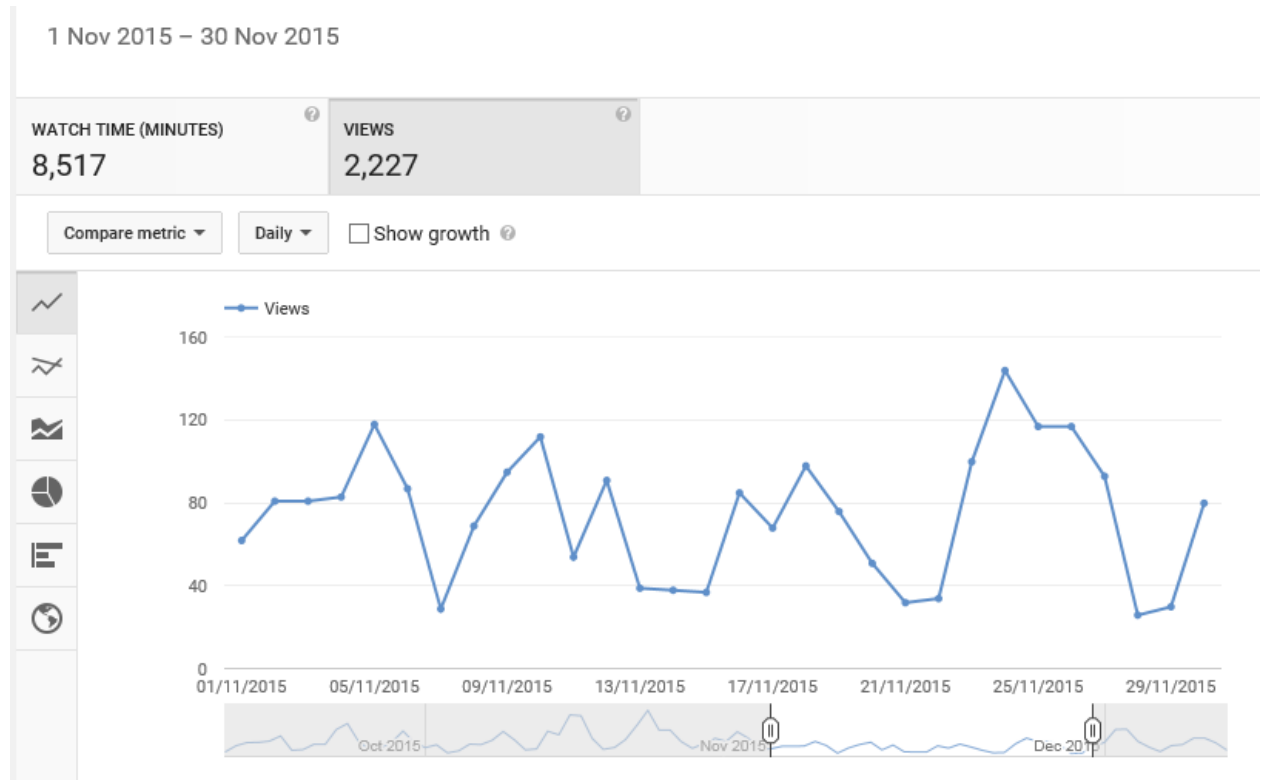 1 Nov 2015 – 30 Nov 2015
WATCH TIME (MINUTES)
8,517
VIEWS
2,227
Compare metric
Daily
Show growth
Views
160
120
80
40
0
01/11/2015 05/11/2015 09/11/2015 13/11/2015 17/11/2015 21/11/2015 25/11/2015 29/11/2015
Oct 2015 Nov 2015 Dec 2015